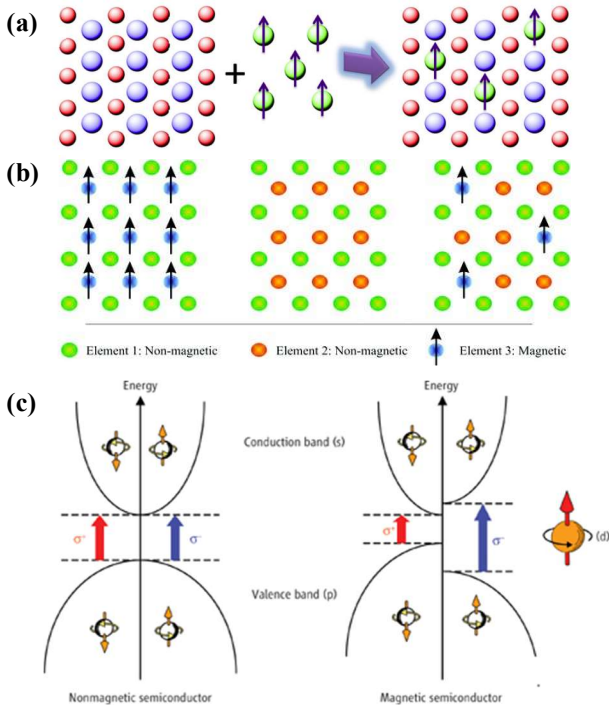 (a)
+
(b)
Element 1: Non-magnetic
Element 2: Non-magnetic
Element 3: Magnetic
(c)
Energy
Energy
Conduction band (s)
σ⁺
σ⁻
σ⁺
σ⁻
(d)
Valence band (p)
Nonmagnetic semiconductor
Magnetic semiconductor